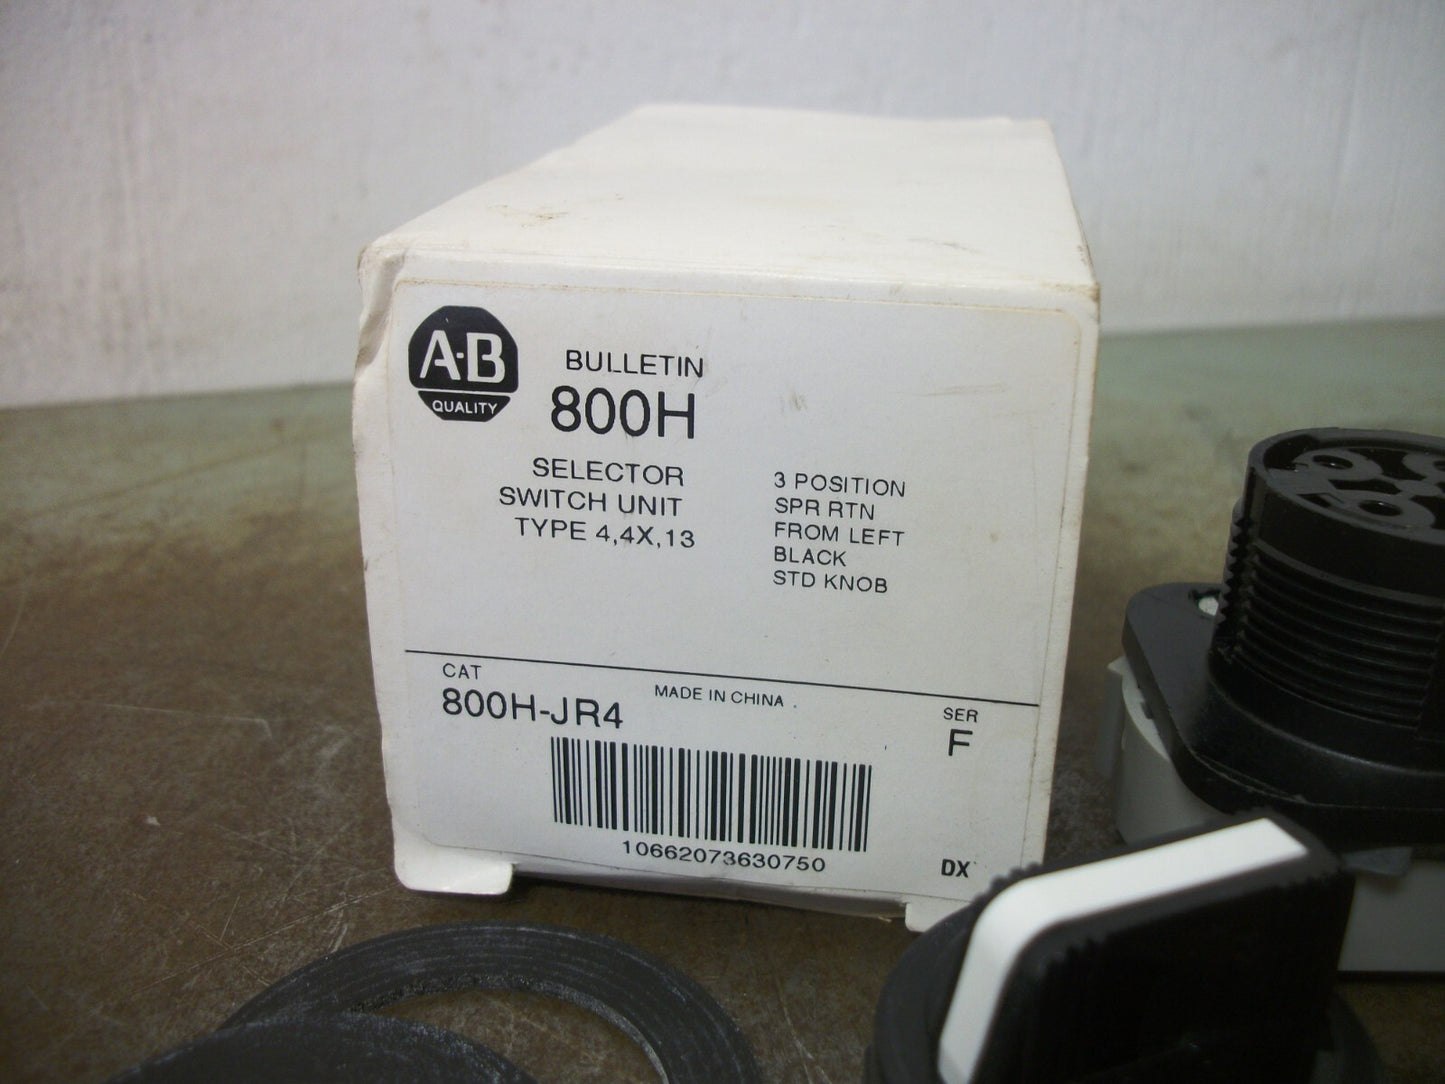 A-B
QUALITY
BULLETIN
800H
SELECTOR
SWITCH UNIT
TYPE 4,4X,13
3 POSITION
SPR RTN
FROM LEFT
BLACK
STD KNOB
CAT
800H-JR4
MADE IN CHINA
SER
F
10662073630750
DX